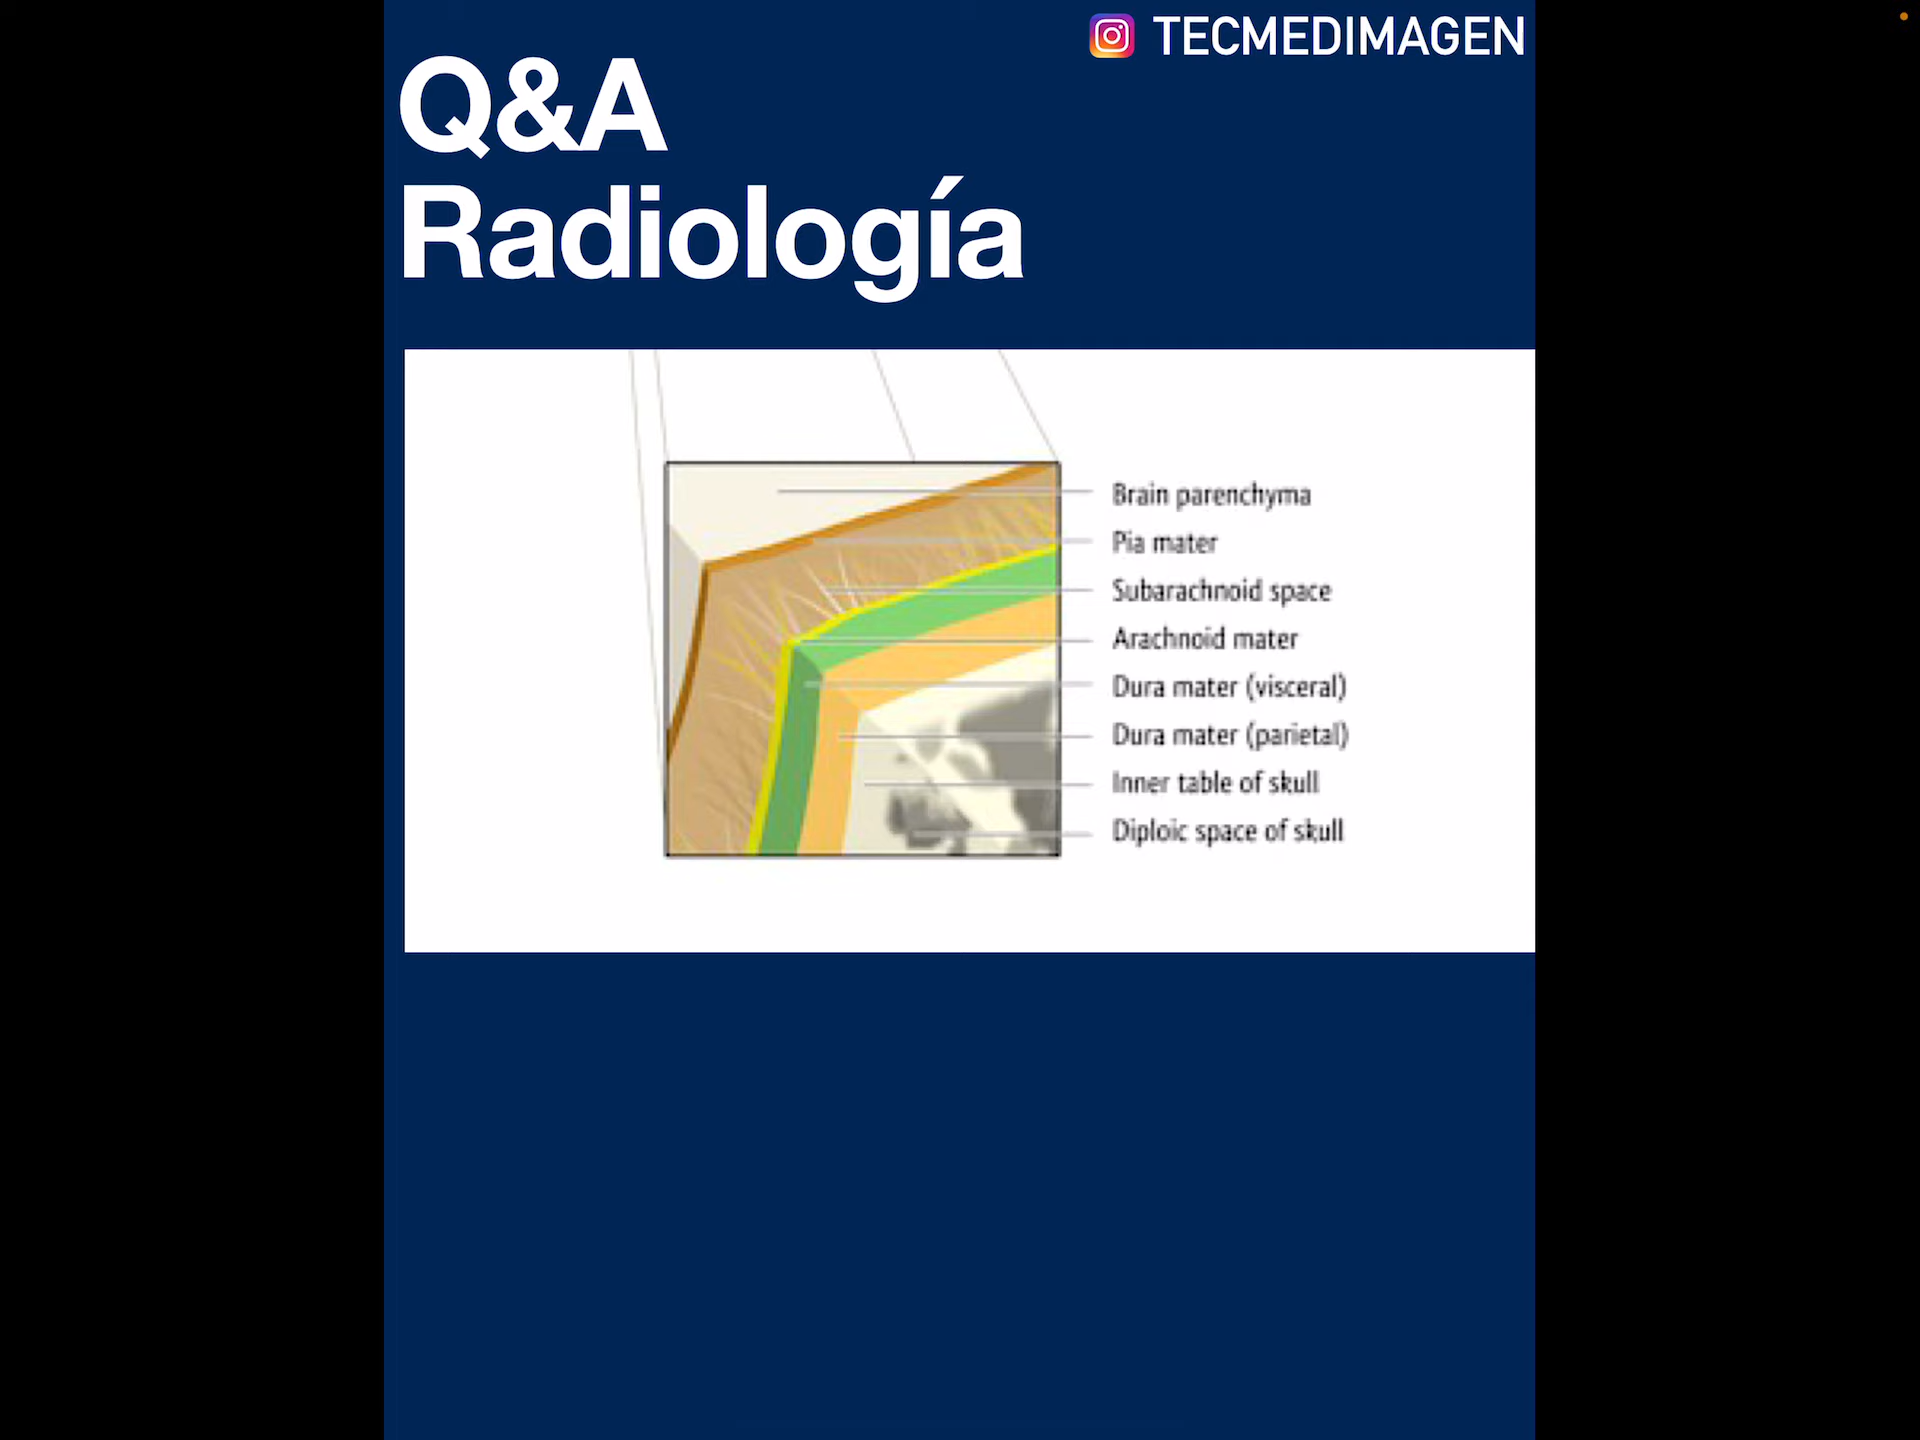 TECMEDIMAGEN
Q&A
Radiología
Brain parenchyma
Pia mater
Subarachnoid space
Arachnoid mater
Dura mater (visceral)
Dura mater (parietal)
Inner table of skull
Diploic space of skull